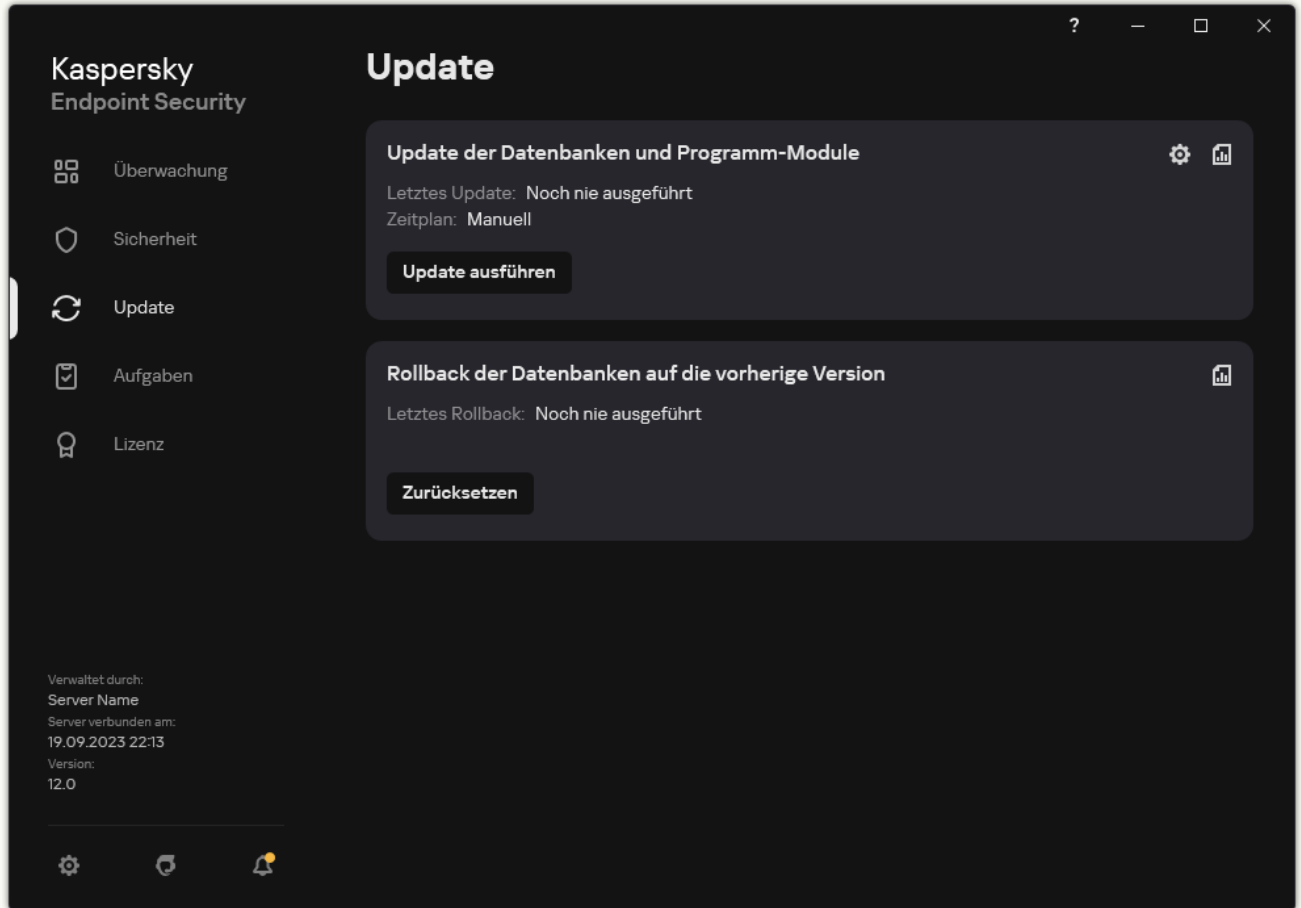 ?
Kaspersky
Endpoint Security
Überwachung
Sicherheit
Update
Aufgaben
Lizenz
Verwaltet durch:
Server Name
Server verbunden am:
19.09.2023 22:13
Version:
12.0
Update
Update der Datenbanken und Programm-Module
Letztes Update: Noch nie ausgeführt
Zeitplan: Manuell
Update ausführen
Rollback der Datenbanken auf die vorherige Version
Letztes Rollback: Noch nie ausgeführt
Zurücksetzen